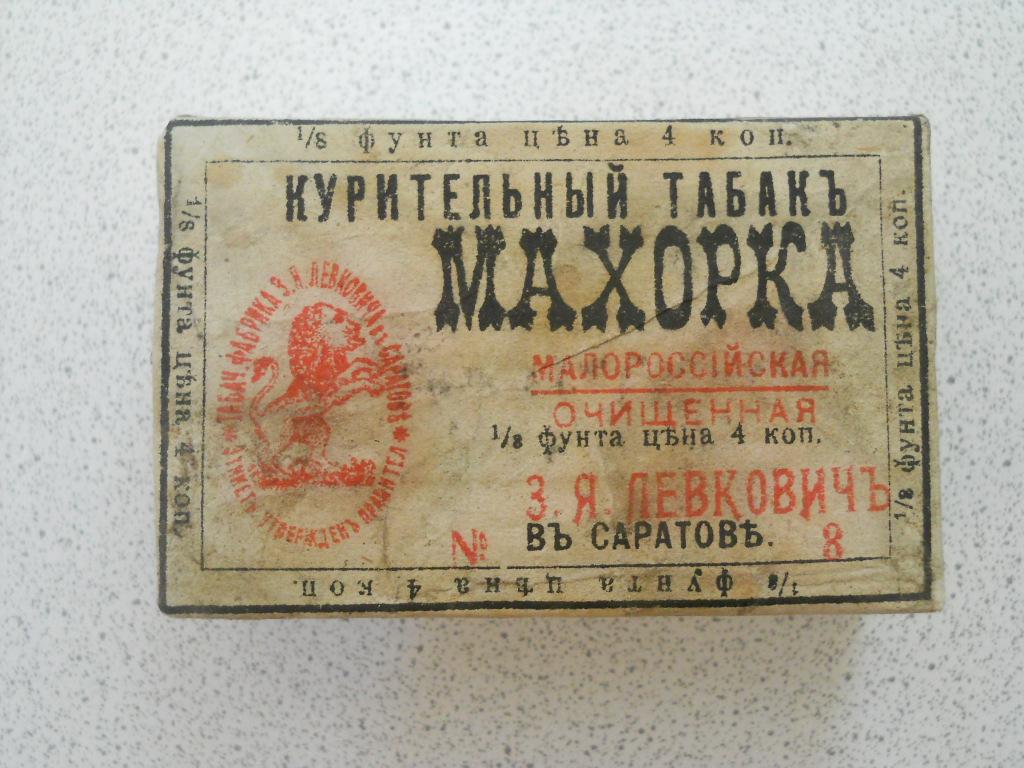 1/8 фунта цѣна 4 коп.
КУРИТЕЛЬНЫЙ ТАБАКЪ
МАХОРКА
МАЛОРОССІЙСКАЯ
ОЧИЩЕННАЯ
1/8 фунта цѣна 4 коп.
З. Я. ЛЕВКОВИЧЪ
№ ВЪ САРАТОВѢ. 8
ТАБАЧ. ФАБРИКА З. Я. ЛЕВКОВИЧА въ САРАТОВѢ
ЭТИКЕТЪ УТВЕРЖДЕНЪ ПРАВИТЕЛ
1/8 фунта цѣна 4 коп.
1/8 фунта цѣна 4 коп.
1/8 фунта цѣна 4 коп.